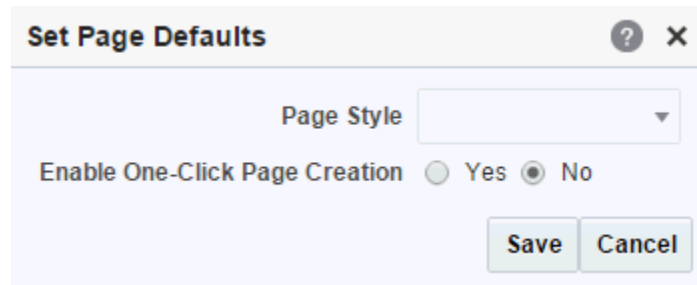 Set Page Defaults ? ×
Page Style
Enable One-Click Page Creation Yes No
Save Cancel